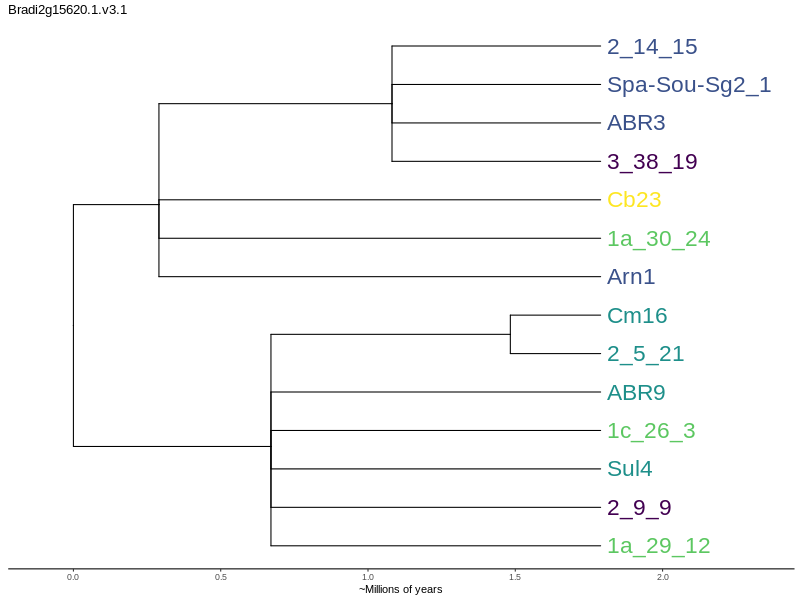 Bradi2g15620.1.v3.1
2_14_15
Spa-Sou-Sg2_1
ABR3
3_38_19
Cb23
1a_30_24
Arn1
Cm16
2_5_21
ABR9
1c_26_3
Sul4
2_9_9
1a_29_12
0.0 0.5 1.0 1.5 2.0
~Millions of years